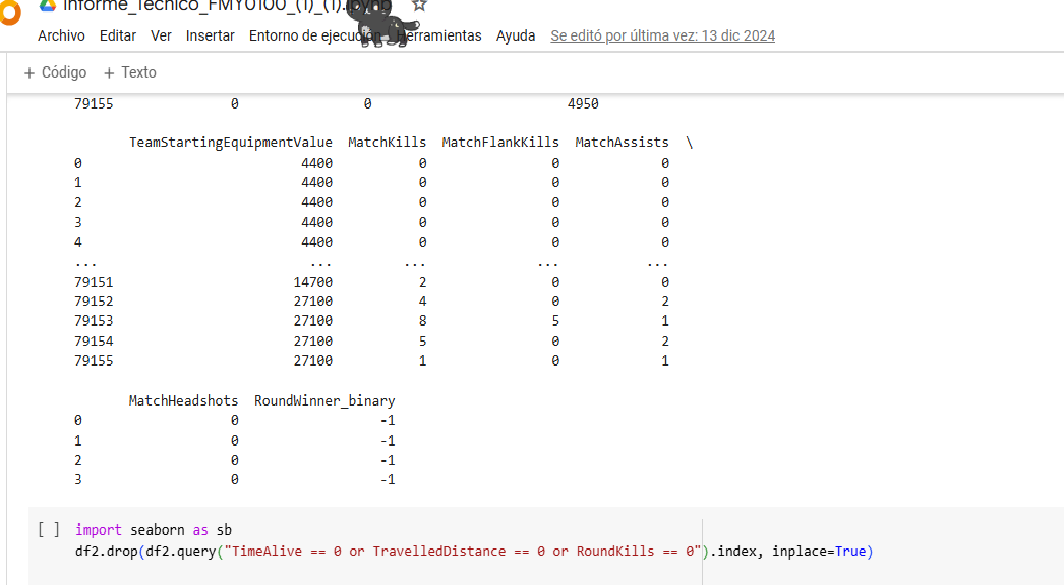 Informe_Tecnico_FMY0100_(1)_(1).ipynb
Archivo Editar Ver Insertar Entorno de ejecución Herramientas Ayuda Se editó por última vez: 13 dic 2024
+ Código + Texto
79155 0 0 4950
TeamStartingEquipmentValue MatchKills MatchFlankKills MatchAssists \
0 4400 0 0 0
1 4400 0 0 0
2 4400 0 0 0
3 4400 0 0 0
4 4400 0 0 0
... ... ... ... ...
79151 14700 2 0 0
79152 27100 4 0 2
79153 27100 8 5 1
79154 27100 5 0 2
79155 27100 1 0 1
MatchHeadshots RoundWinner_binary
0 0 -1
1 0 -1
2 0 -1
3 0 -1
[ ] import seaborn as sb
df2.drop(df2.query("TimeAlive == 0 or TravelledDistance == 0 or RoundKills == 0").index, inplace=True)